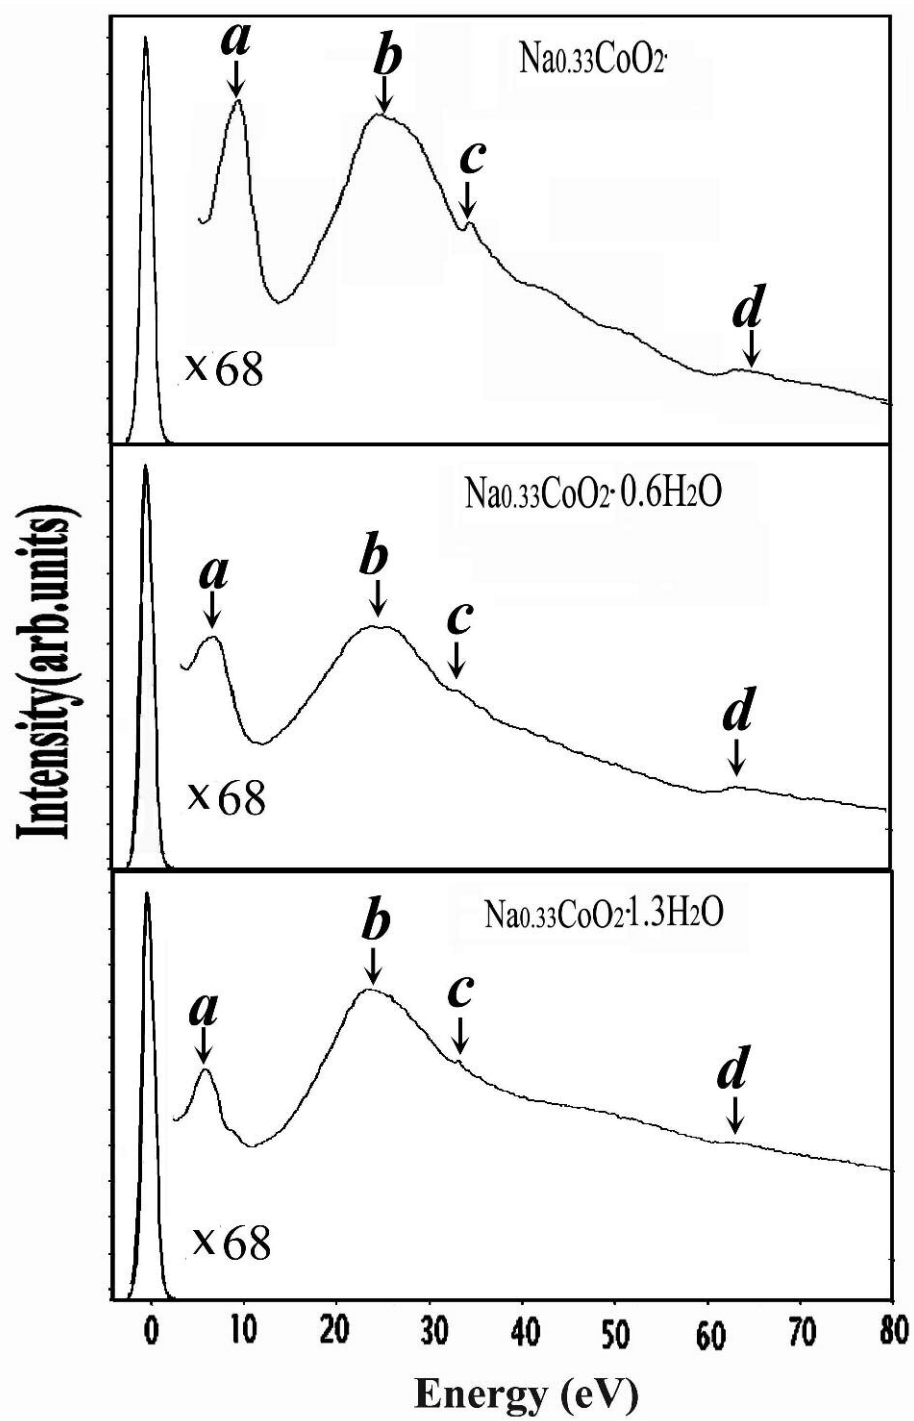 a
b
Na0.33CoO2·
c
d
x68
Na0.33CoO2·0.6H2O
b
a
c
d
x68
Intensity(arb.units)
Na0.33CoO2·1.3H2O
b
c
a
d
x68
0 10 20 30 40 50 60 70 80
Energy (eV)